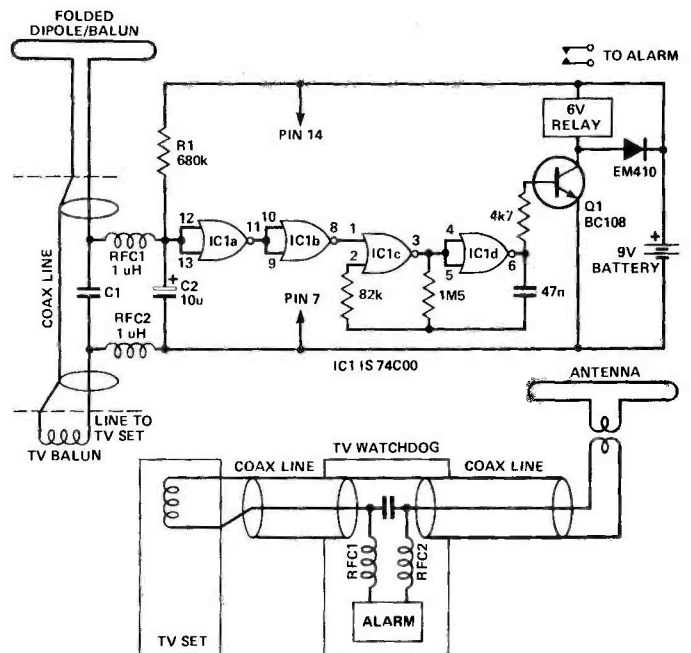 FOLDED
DIPOLE/BALUN
TO ALARM
6V
RELAY
PIN 14
R1
680k
EM410
Q1
BC108
4k7
12
13
11
IC1a
10
9
8
IC1b
1
2
3
IC1c
4
5
6
IC1d
RFC1
1 uH
COAX LINE
C1
+
C2
10u
PIN 7
82k
1M5
47n
+
9V
BATTERY
RFC2
1 uH
IC1 IS 74C00
LINE TO
TV SET
TV BALUN
ANTENNA
TV WATCHDOG
COAX LINE
COAX LINE
RFC1
RFC2
ALARM
TV SET